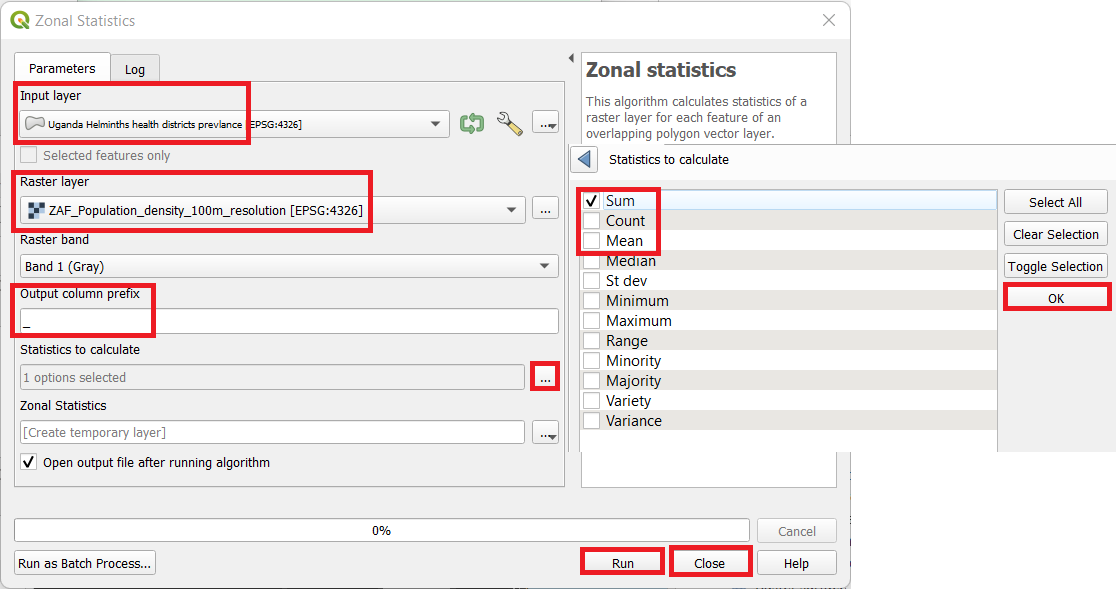 Zonal Statistics
Parameters
Log
Input layer
Uganda Helminths health districts prevlance [EPSG:4326]
...
Selected features only
Raster layer
ZAF_Population_density_100m_resolution [EPSG:4326]
...
Raster band
Band 1 (Gray)
Output column prefix
_
Statistics to calculate
1 options selected
...
Zonal Statistics
[Create temporary layer]
...
Open output file after running algorithm
Zonal statistics
This algorithm calculates statistics of a
raster layer for each feature of an
overlapping polygon vector layer.
Statistics to calculate
Sum
Count
Mean
Median
St dev
Minimum
Maximum
Range
Minority
Majority
Variety
Variance
Select All
Clear Selection
Toggle Selection
OK
0%
Cancel
Run as Batch Process...
Run
Close
Help